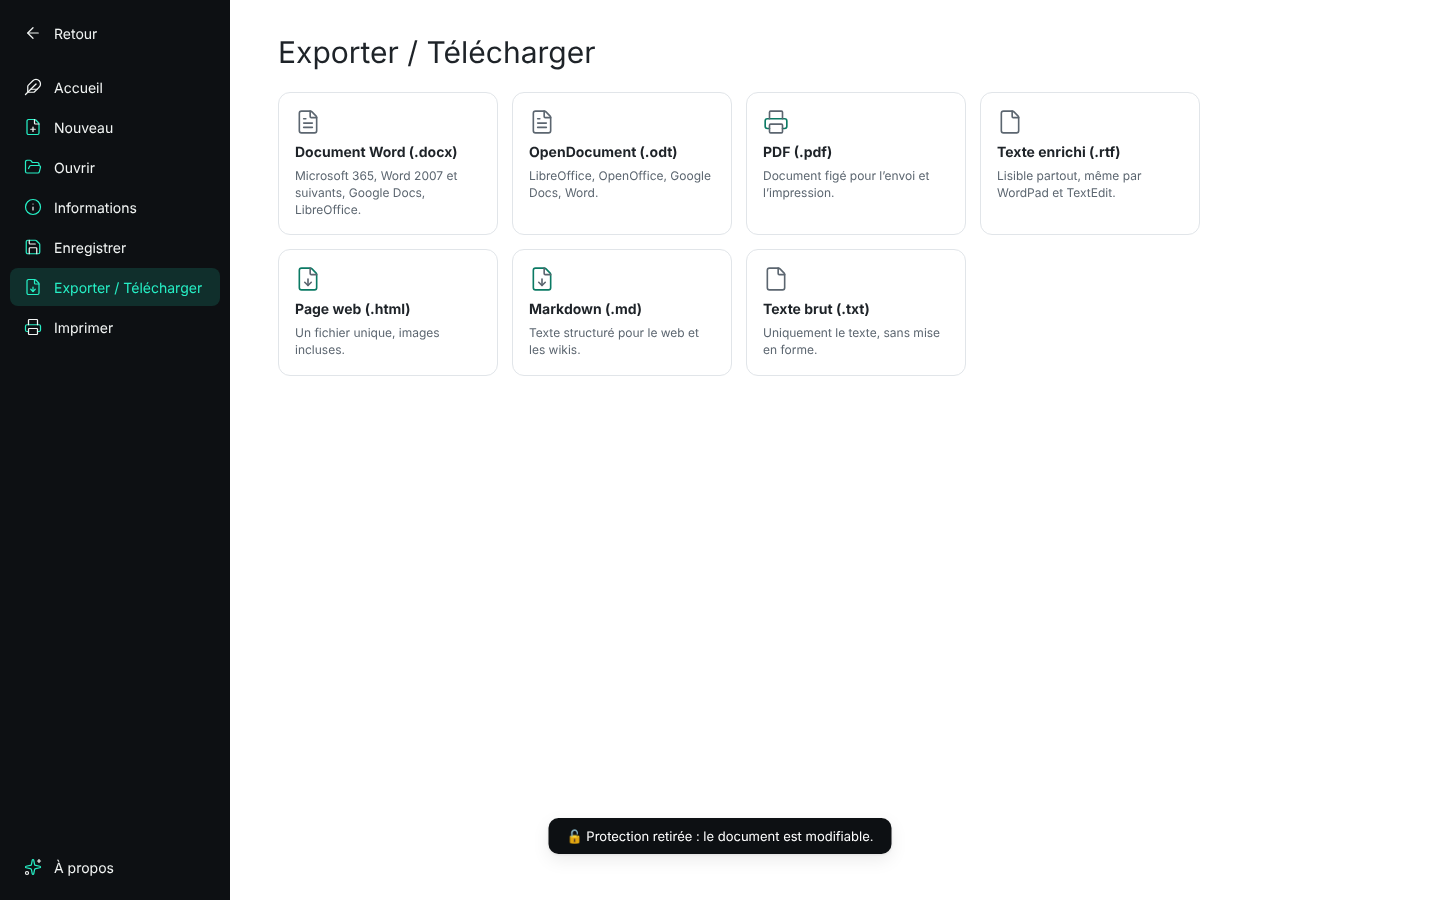 Retour
Accueil
Nouveau
Ouvrir
Informations
Enregistrer
Exporter / Télécharger
Imprimer
À propos
Exporter / Télécharger
Document Word (.docx)
Microsoft 365, Word 2007 et
suivants, Google Docs,
LibreOffice.
OpenDocument (.odt)
LibreOffice, OpenOffice, Google
Docs, Word.
PDF (.pdf)
Document figé pour l’envoi et
l’impression.
Texte enrichi (.rtf)
Lisible partout, même par
WordPad et TextEdit.
Page web (.html)
Un fichier unique, images
incluses.
Markdown (.md)
Texte structuré pour le web et
les wikis.
Texte brut (.txt)
Uniquement le texte, sans mise
en forme.
🔓 Protection retirée : le document est modifiable.